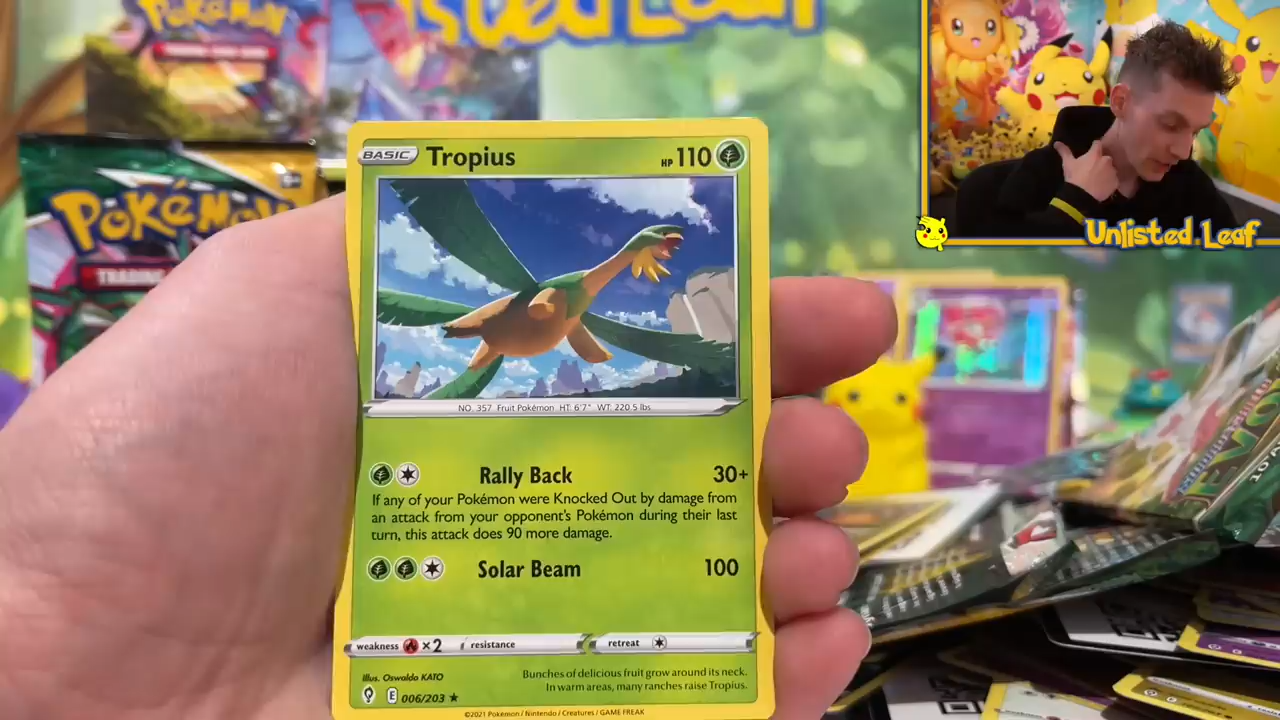 Pokémon
isted Leaf
Pokémon
TRADING
BASIC Tropius HP 110
NO. 357 Fruit Pokémon HT: 6'7" WT: 220.5 lbs
Rally Back 30+
If any of your Pokémon were Knocked Out by damage from
an attack from your opponent's Pokémon during their last
turn, this attack does 90 more damage.
Solar Beam 100
weakness ×2 resistance retreat
Illus. Oswaldo KATO
Bunches of delicious fruit grow around its neck.
In warm areas, many ranches raise Tropius.
E 006/203 ★
©2021 Pokémon / Nintendo / Creatures / GAME FREAK
Unlisted Leaf